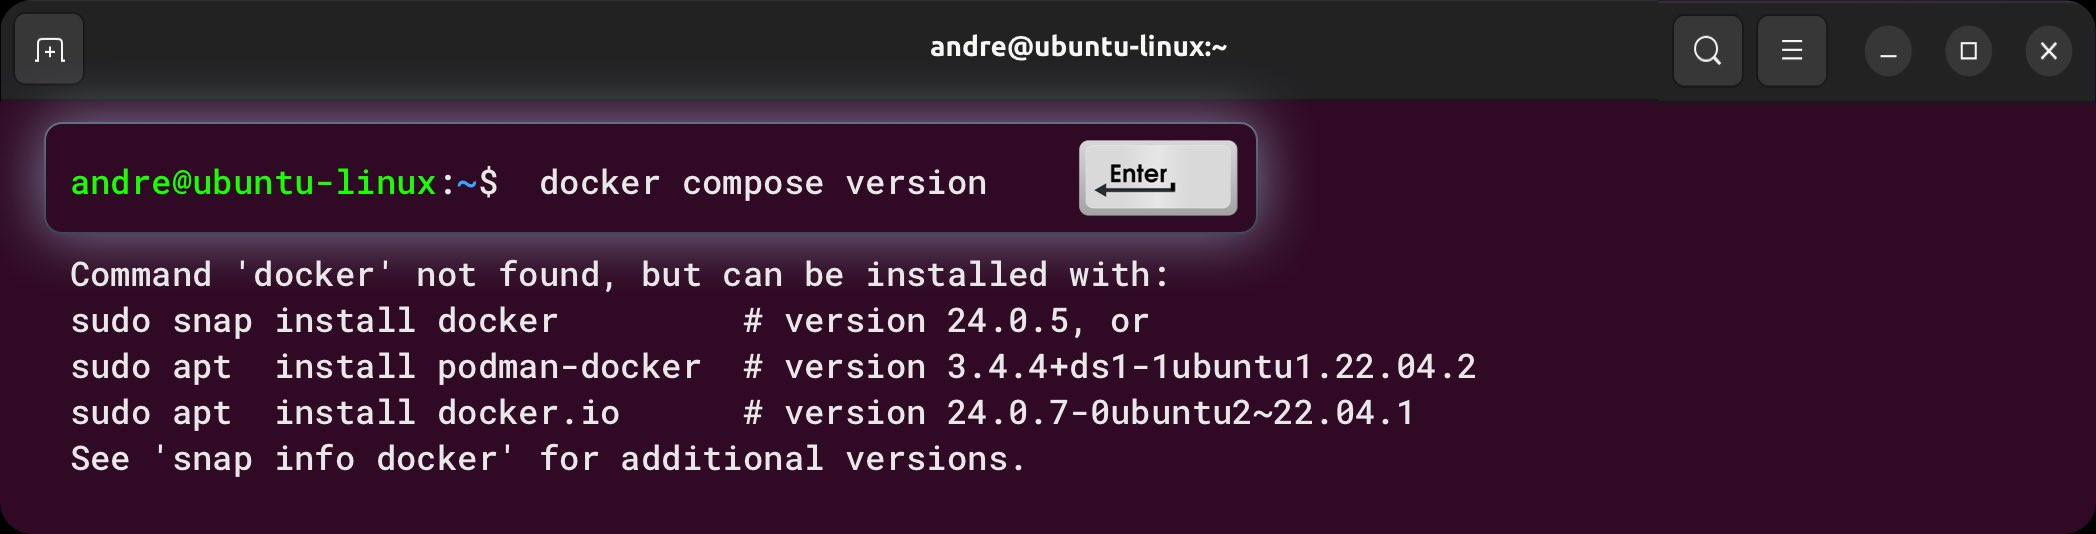 andre@ubuntu-linux:~
andre@ubuntu-linux:~$  docker compose version
Enter
Command 'docker' not found, but can be installed with:
sudo snap install docker         # version 24.0.5, or
sudo apt  install podman-docker  # version 3.4.4+ds1-1ubuntu1.22.04.2
sudo apt  install docker.io      # version 24.0.7-0ubuntu2~22.04.1
See 'snap info docker' for additional versions.